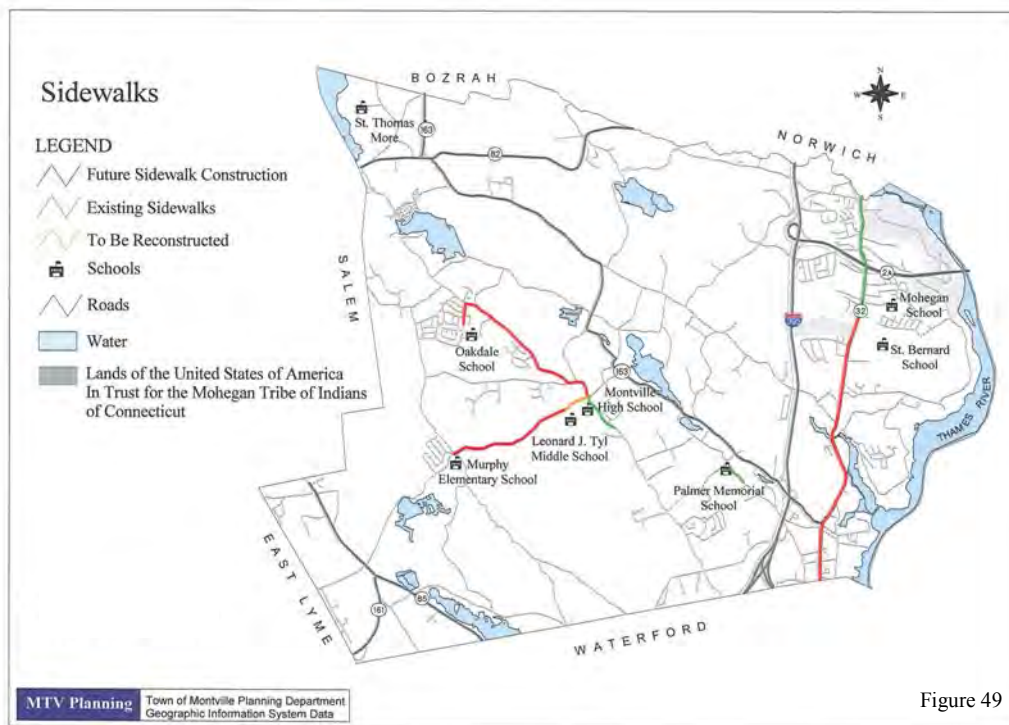 Sidewalks
LEGEND
Future Sidewalk Construction
Existing Sidewalks
To Be Reconstructed
Schools
Roads
Water
Lands of the United States of America
In Trust for the Mohegan Tribe of Indians
of Connecticut
BOZRAH
NORWICH
SALEM
EAST LYME
WATERFORD
THAMES RIVER
N
W E
S
St. Thomas
More
163
82
2A
Mohegan
School
32
395
St. Bernard
School
Oakdale
School
163
Montville
High School
Leonard J. Tyl
Middle School
Murphy
Elementary School
Palmer Memorial
School
161
85
MTV Planning
Town of Montville Planning Department
Geographic Information System Data
Figure 49